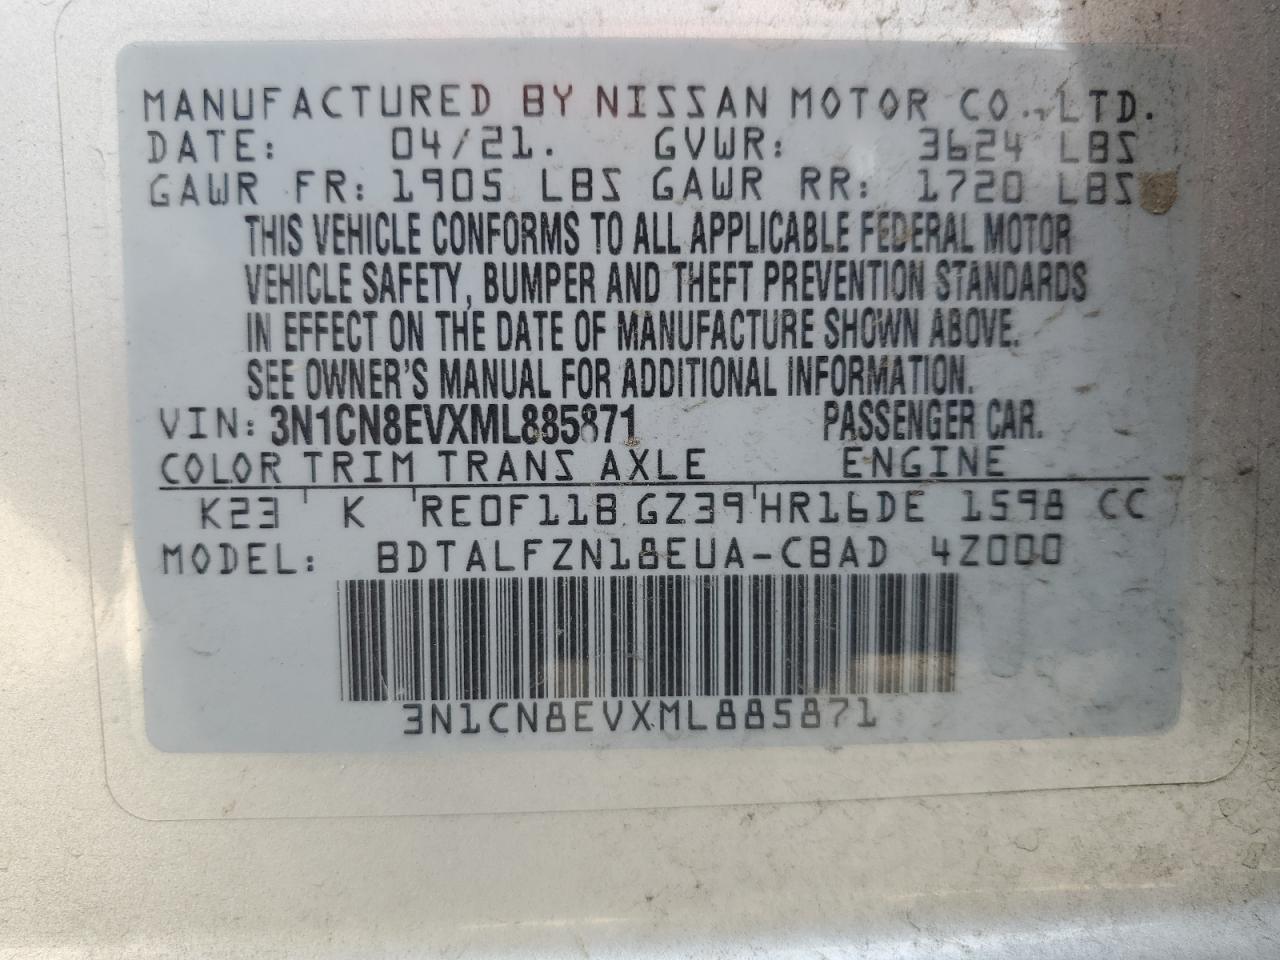 MANUFACTURED BY NISSAN MOTOR CO., LTD.
DATE: 04/21. GVWR: 3624 LBS
GAWR FR: 1905 LBS GAWR RR: 1720 LBS
THIS VEHICLE CONFORMS TO ALL APPLICABLE FEDERAL MOTOR
VEHICLE SAFETY, BUMPER AND THEFT PREVENTION STANDARDS
IN EFFECT ON THE DATE OF MANUFACTURE SHOWN ABOVE.
SEE OWNER'S MANUAL FOR ADDITIONAL INFORMATION.
VIN: 3N1CN8EVXML885871 PASSENGER CAR.
COLOR TRIM TRANS AXLE ENGINE
K23 K RE0F11B GZ39 HR16DE 1598 CC
MODEL: BDTALFZN18EUA-CBAD 4Z000
3N1CN8EVXML885871